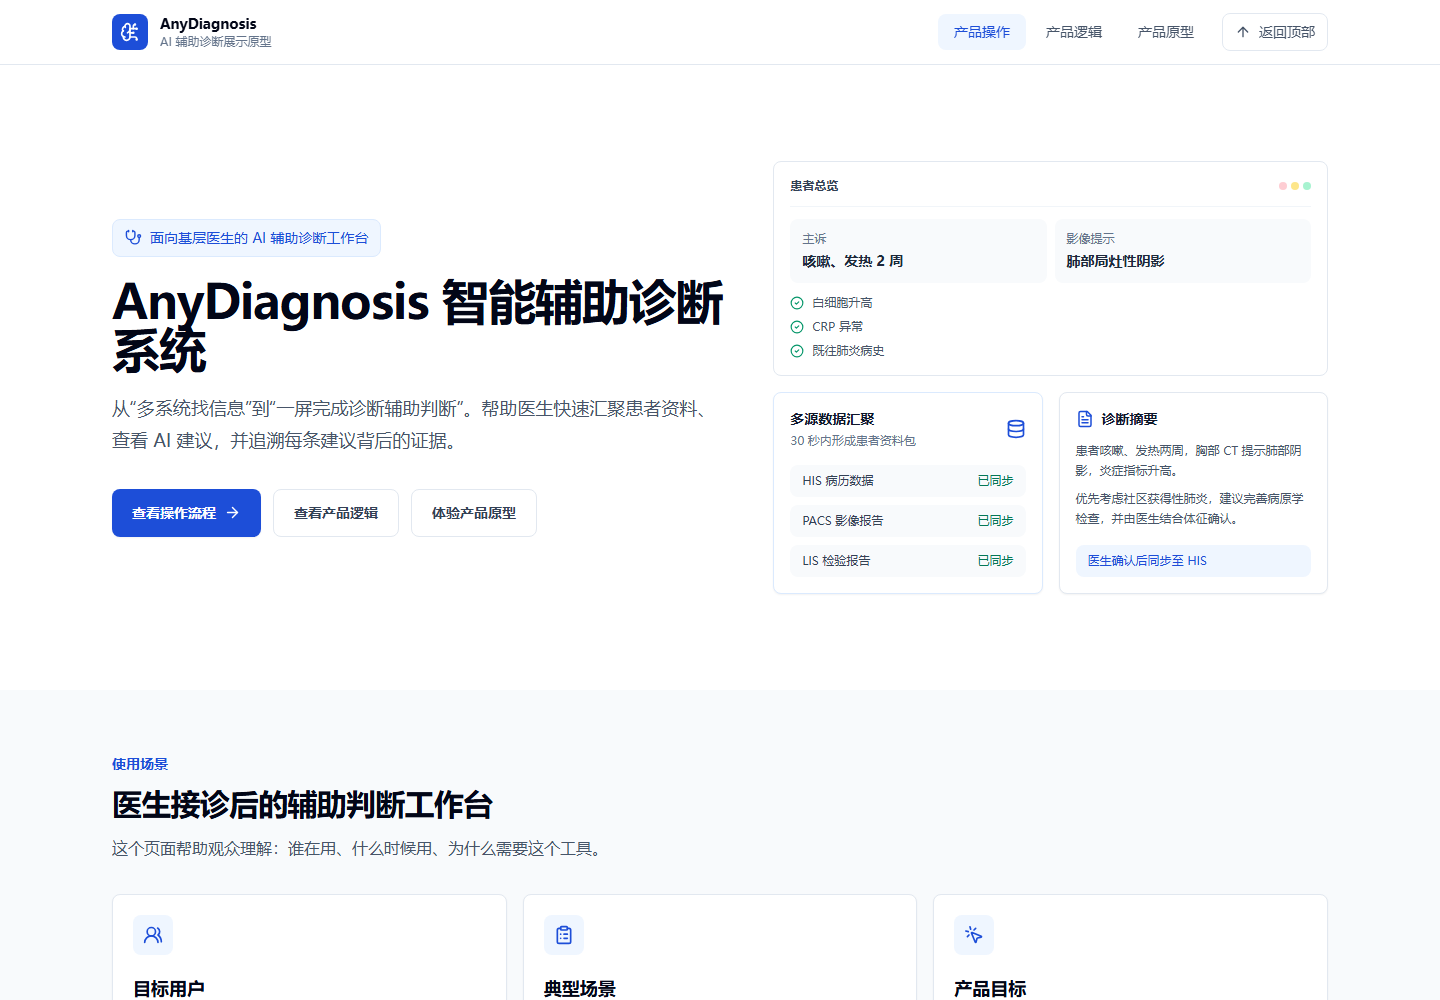 AnyDiagnosis
AI 辅助诊断展示原型
产品操作
产品逻辑
产品原型
返回顶部
面向基层医生的 AI 辅助诊断工作台
AnyDiagnosis 智能辅助诊断
系统
从“多系统找信息”到“一屏完成诊断辅助判断”。帮助医生快速汇聚患者资料、
查看 AI 建议，并追溯每条建议背后的证据。
查看操作流程
查看产品逻辑
体验产品原型
患者总览
主诉
咳嗽、发热 2 周
影像提示
肺部局灶性阴影
白细胞升高
CRP 异常
既往肺炎病史
多源数据汇聚
30 秒内形成患者资料包
HIS 病历数据
已同步
PACS 影像报告
已同步
LIS 检验报告
已同步
诊断摘要
患者咳嗽、发热两周，胸部 CT 提示肺部阴
影，炎症指标升高。
优先考虑社区获得性肺炎，建议完善病原学
检查，并由医生结合体征确认。
医生确认后同步至 HIS
使用场景
医生接诊后的辅助判断工作台
这个页面帮助观众理解：谁在用、什么时候用、为什么需要这个工具。
目标用户
典型场景
产品目标